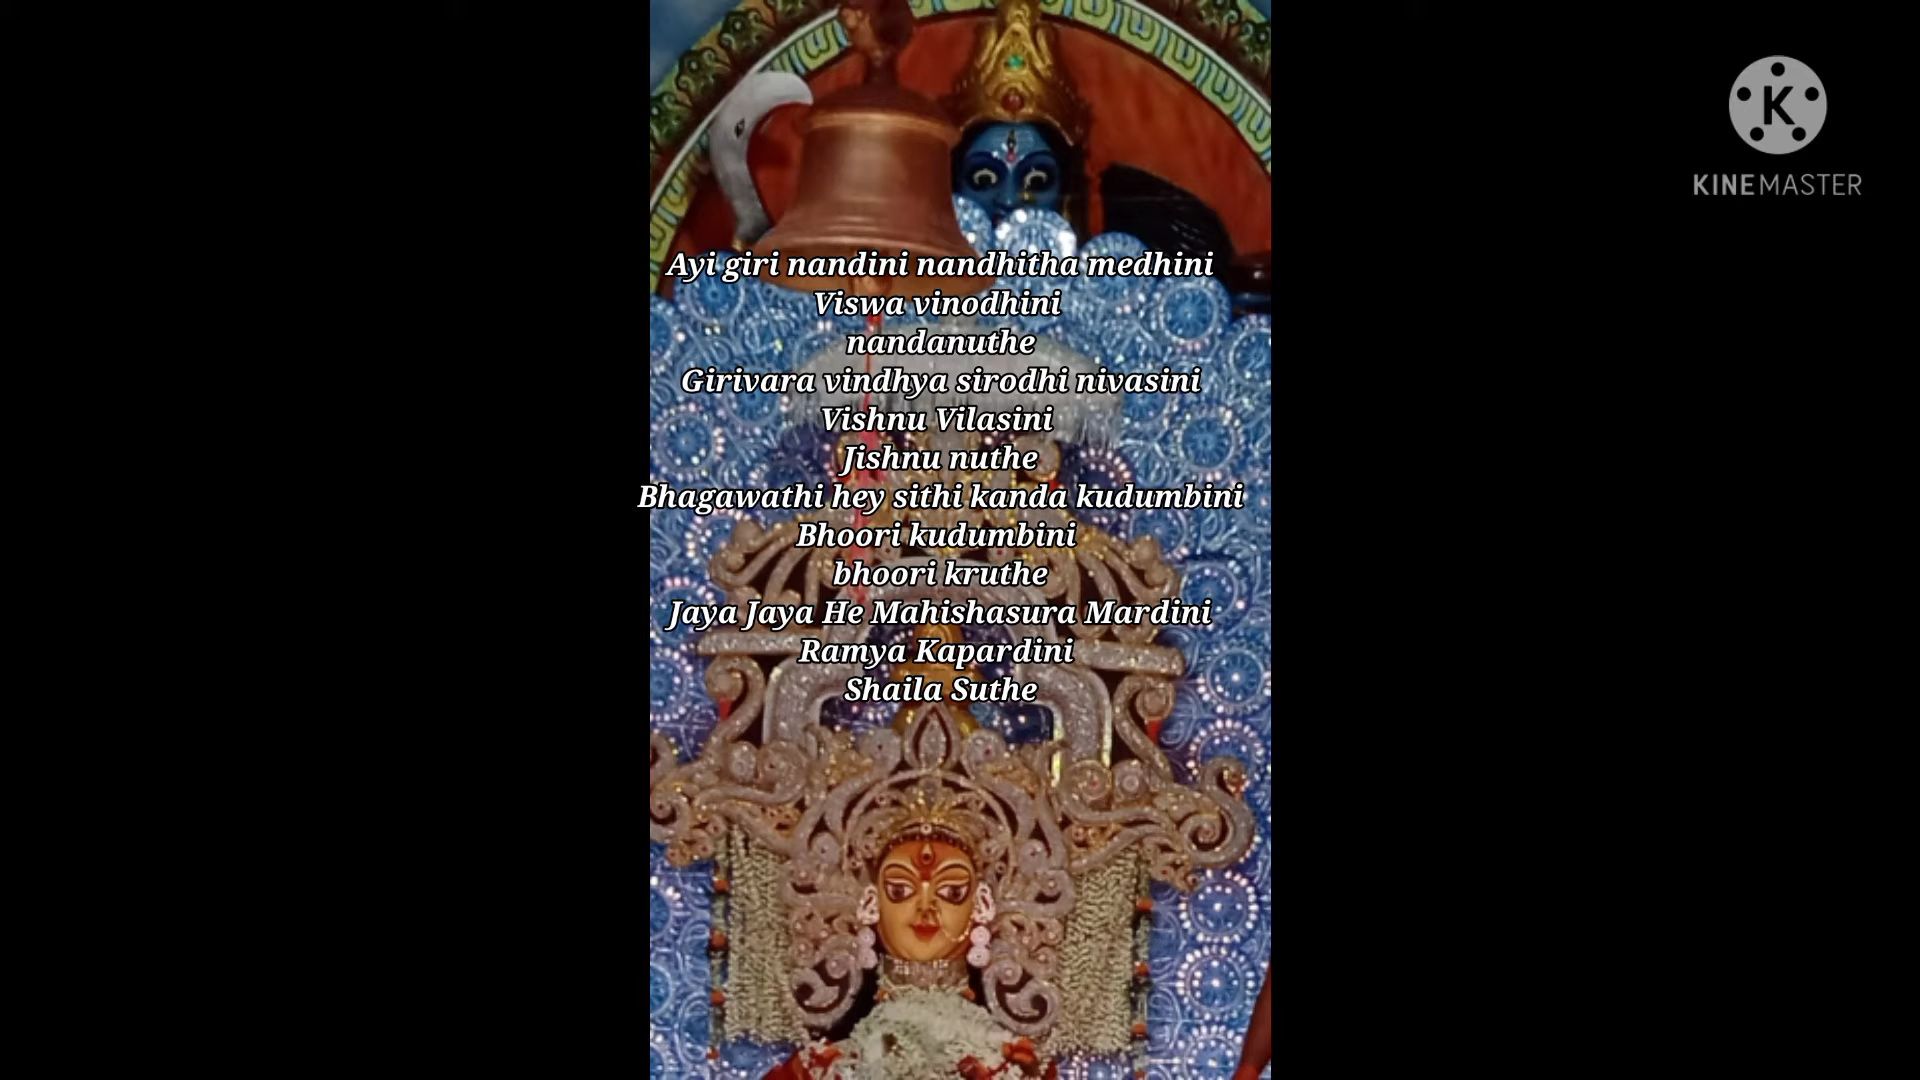 Ayi giri nandini nandhitha medhini
Viswa vinodhini
nandanuthe
Girivara vindhya sirodhi nivasini
Vishnu Vilasini
Jishnu nuthe
Bhagawathi hey sithi kanda kudumbini
Bhoori kudumbini
bhoori kruthe
Jaya Jaya He Mahishasura Mardini
Ramya Kapardini
Shaila Suthe
K
KINEMASTER